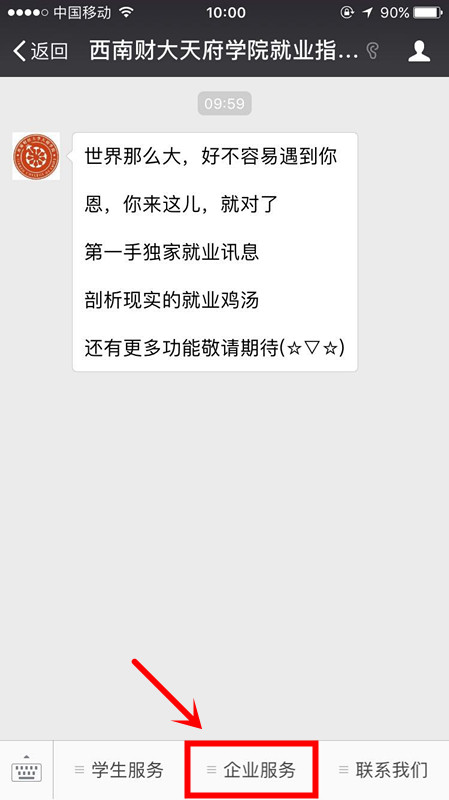 中国移动 10:00 90%
返回 西南财大天府学院就业指...
09:59
世界那么大，好不容易遇到你
恩，你来这儿，就对了
第一手独家就业讯息
剖析现实的就业鸡汤
还有更多功能敬请期待(☆▽☆)
学生服务 企业服务 联系我们